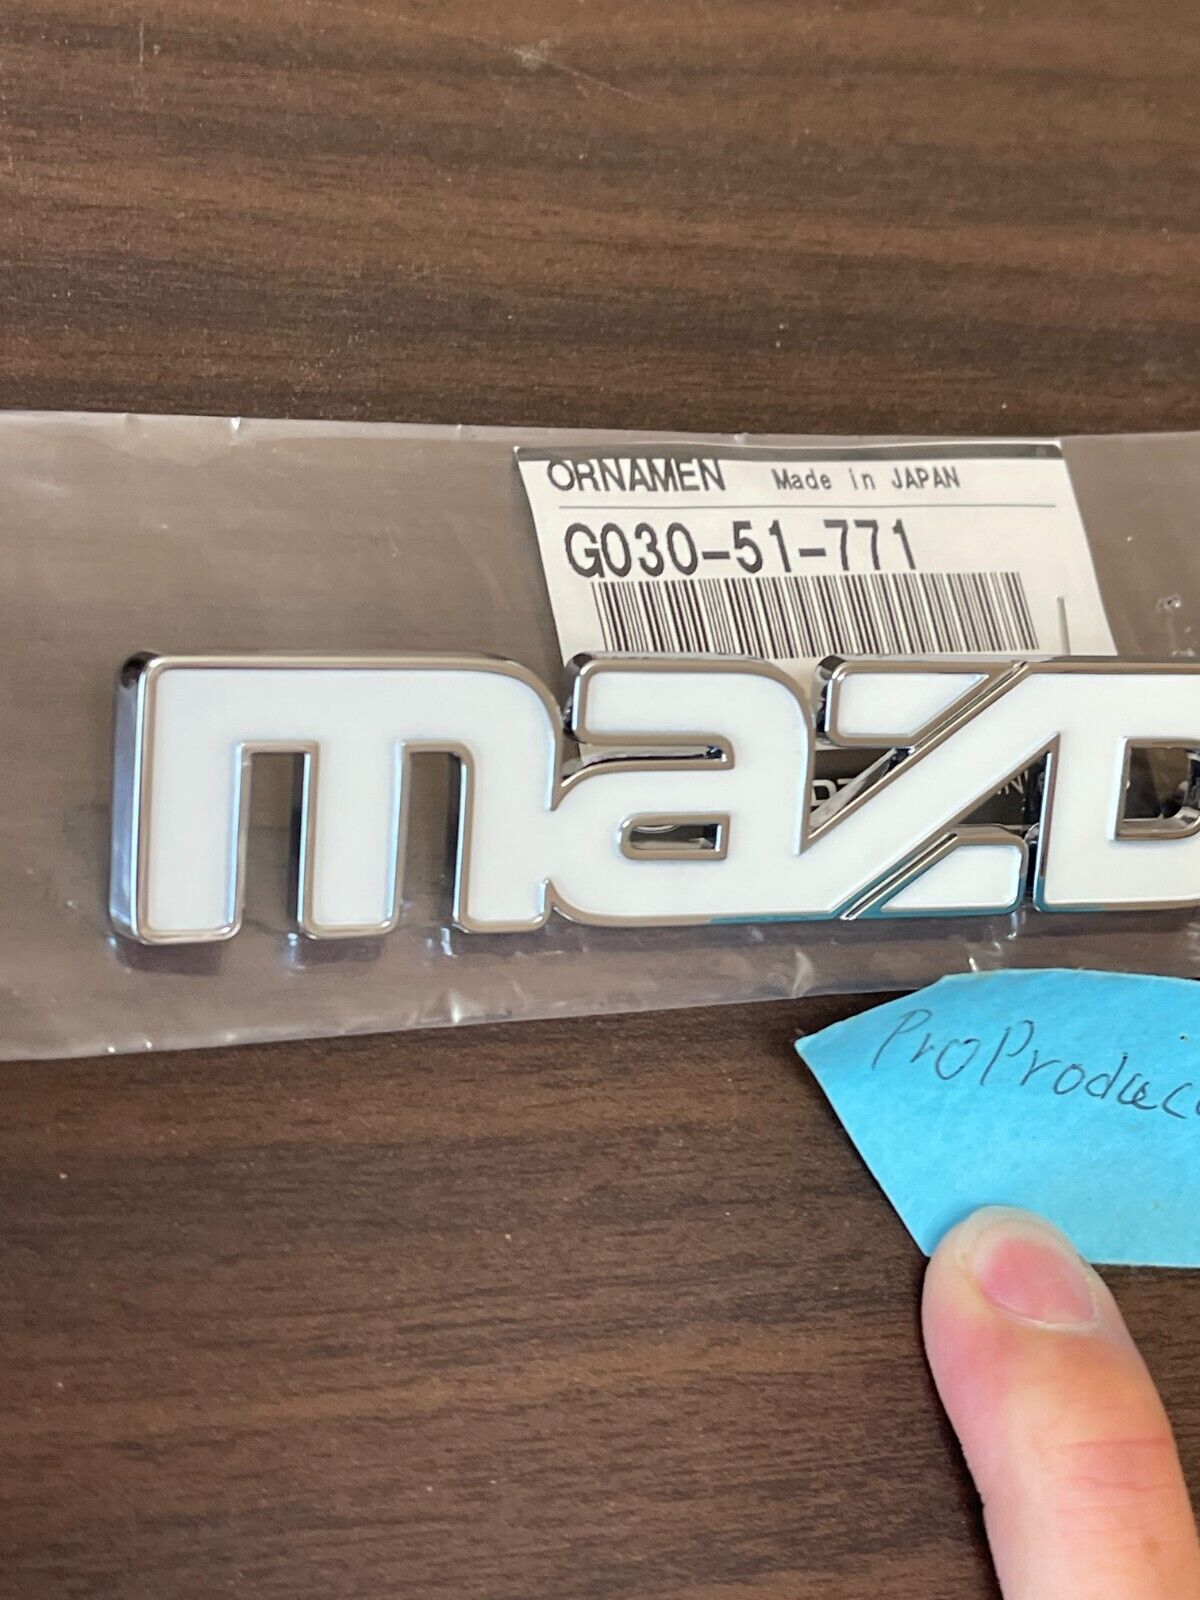 ORNAMEN Made in JAPAN
G030-51-771
mazd
ProProduc